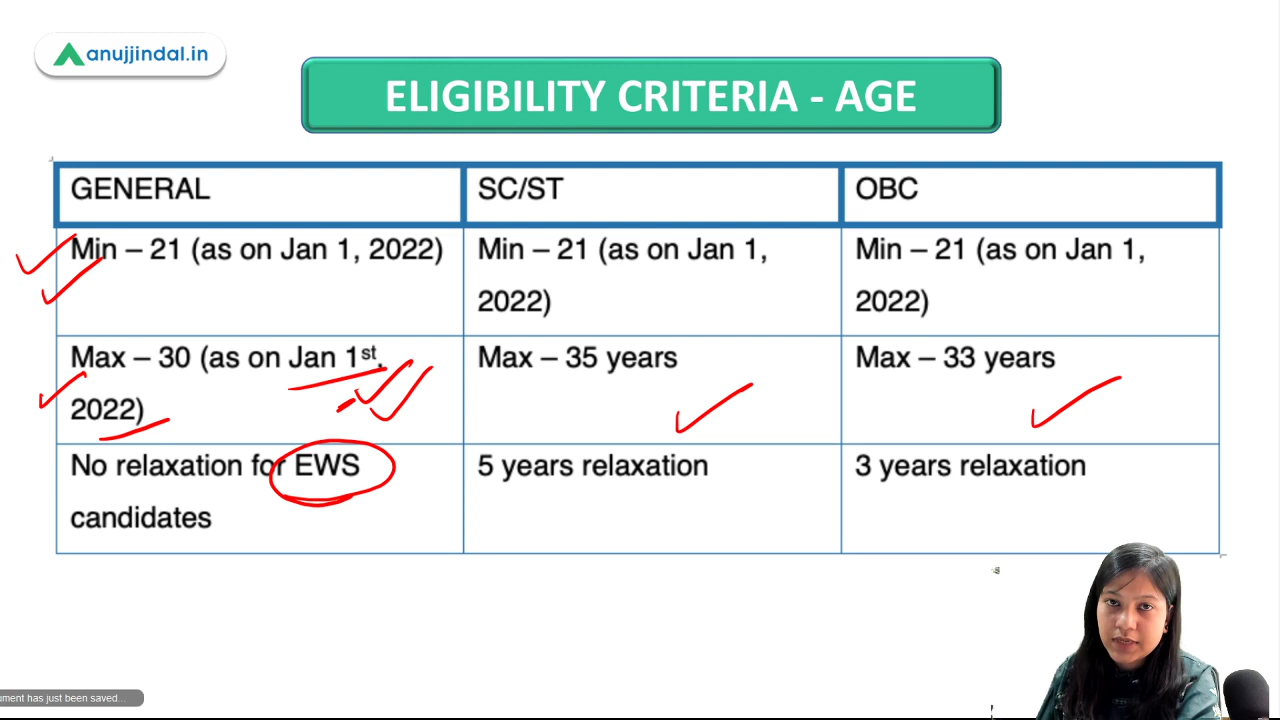 anujjindal.in
ELIGIBILITY CRITERIA - AGE
GENERAL
SC/ST
OBC
Min – 21 (as on Jan 1, 2022)
Min – 21 (as on Jan 1,
2022)
Min – 21 (as on Jan 1,
2022)
Max – 30 (as on Jan 1st,
2022)
Max – 35 years
Max – 33 years
No relaxation for EWS
candidates
5 years relaxation
3 years relaxation
ument has just been saved...